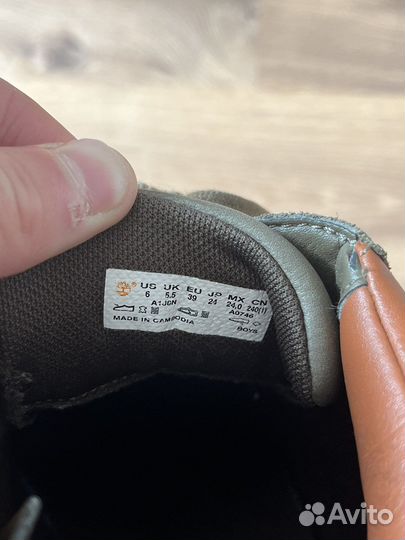 US UK EU JP MX CN
6 5.5 39 24 24.0 240(1)
A1JGN A0746
MADE IN CAMBODIA BOYS
Avito